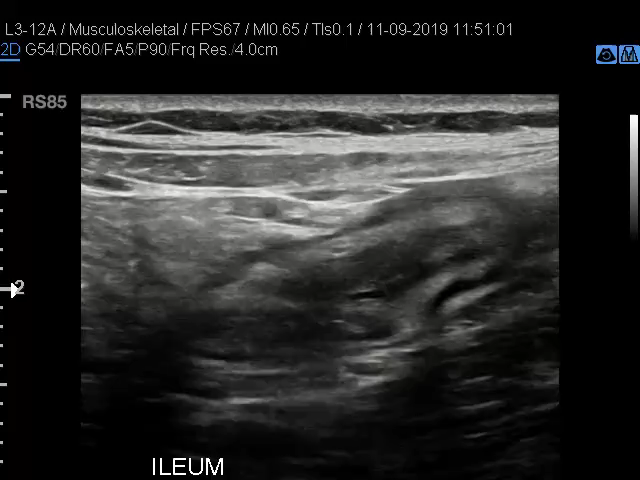 L3-12A / Musculoskeletal / FPS67 / MI0.65 / TIs0.1 / 11-09-2019 11:51:01
2D G54/DR60/FA5/P90/Frq Res./4.0cm
M
RS85
2
ILEUM